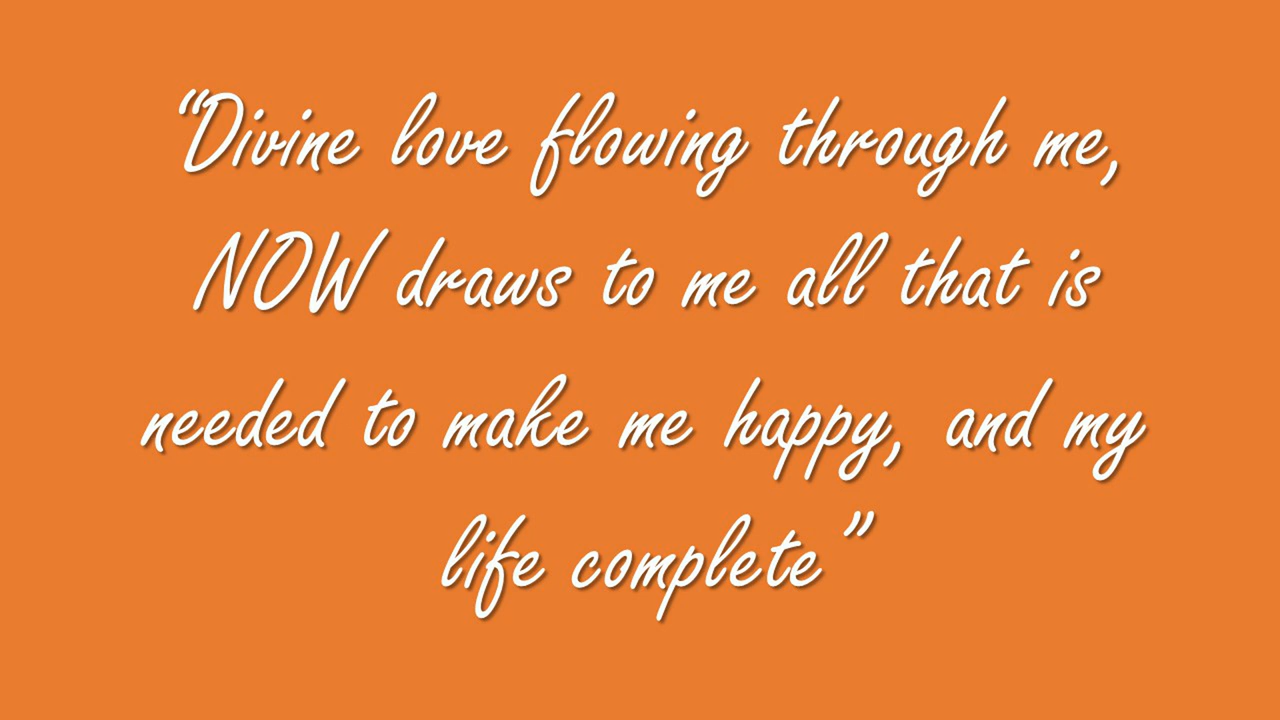 “Divine love flowing through me,
NOW draws to me all that is
needed to make me happy, and my
life complete”